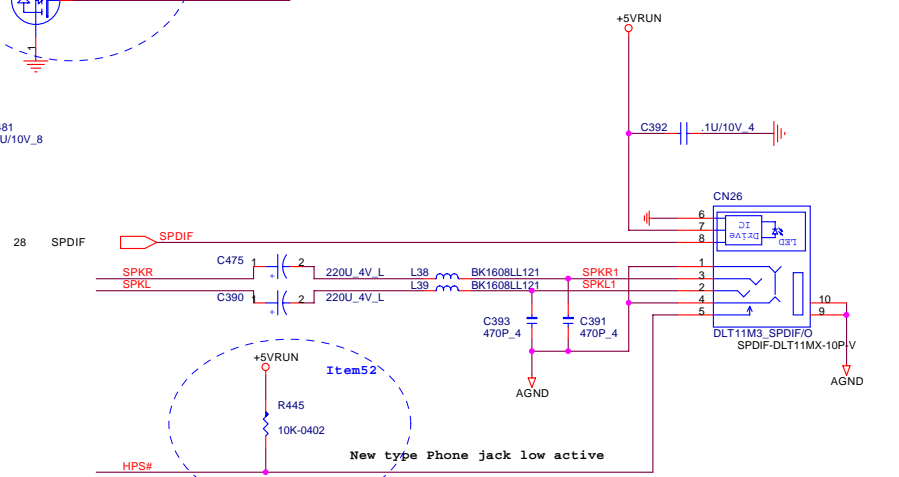 +5VRUN
1
C392
.1U/10V_4
481
U/10V_8
CN26
6
7
8
Drive
IC
LED
28
SPDIF
SPDIF
SPKR
C475
1
2
220U_4V_L
L38
BK1608LL121
SPKR1
1
3
SPKL
C390
1
2
220U_4V_L
L39
BK1608LL121
SPKL1
2
4
5
10
9
C393
470P_4
C391
470P_4
DLT11M3_SPDIF/O
SPDIF-DLT11MX-10P-V
+5VRUN
Item52
AGND
AGND
R445
10K-0402
New type Phone jack low active
HPS#